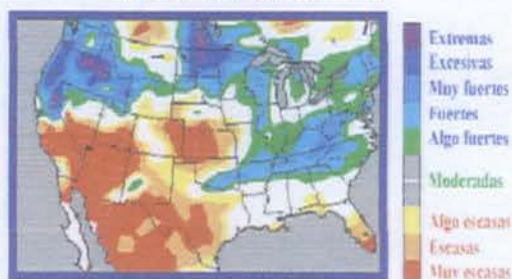 Extremas
Excesivas
Muy fuertes
Fuertes
Algo fuertes
Moderadas
Algo escasas
Escasas
Muy escasas